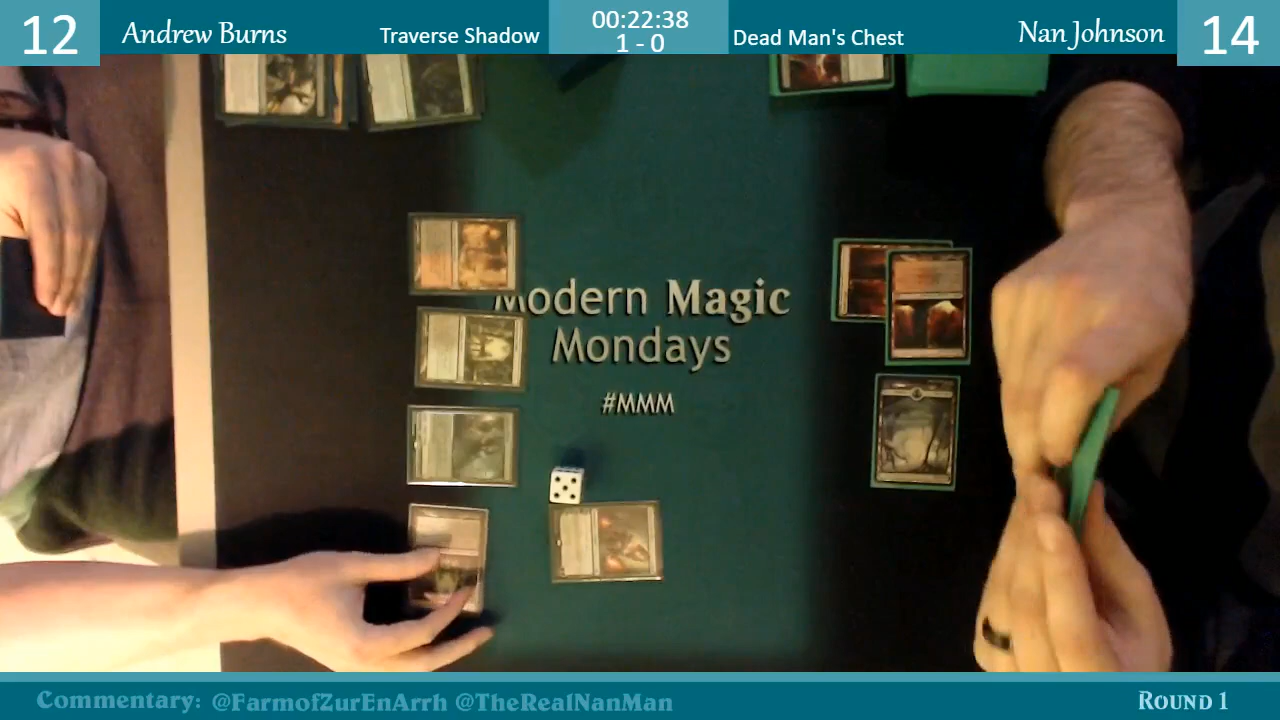 12
Andrew Burns
Traverse Shadow
00:22:38
1 - 0
Dead Man's Chest
Nan Johnson
14
Modern Magic
Mondays
#MMM
Commentary: @FarmofZurEnArrh @TheRealNanMan
Round 1